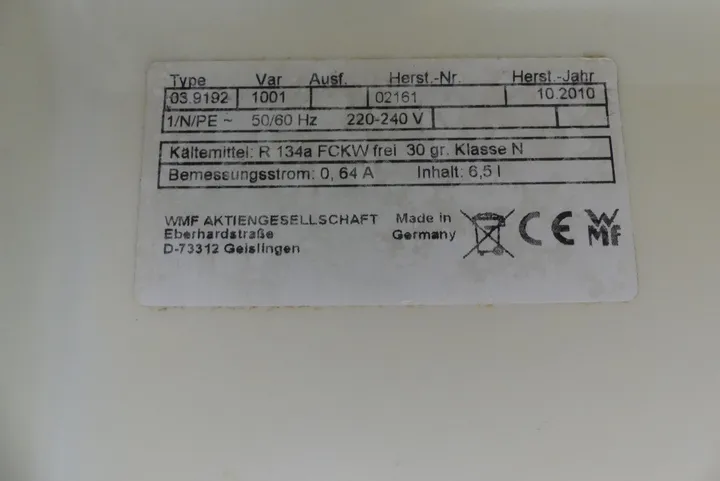 Type Var Ausf. Herst.-Nr. Herst.-Jahr
03.9192 1001 02161 10.2010
1/N/PE ~ 50/60 Hz 220-240 V
Kältemittel: R 134a FCKW frei 30 gr. Klasse N
Bemessungsstrom: 0, 64 A Inhalt: 6,5 l
WMF AKTIENGESELLSCHAFT
Eberhardstraße
D-73312 Geislingen
Made in
Germany
CE
WMF